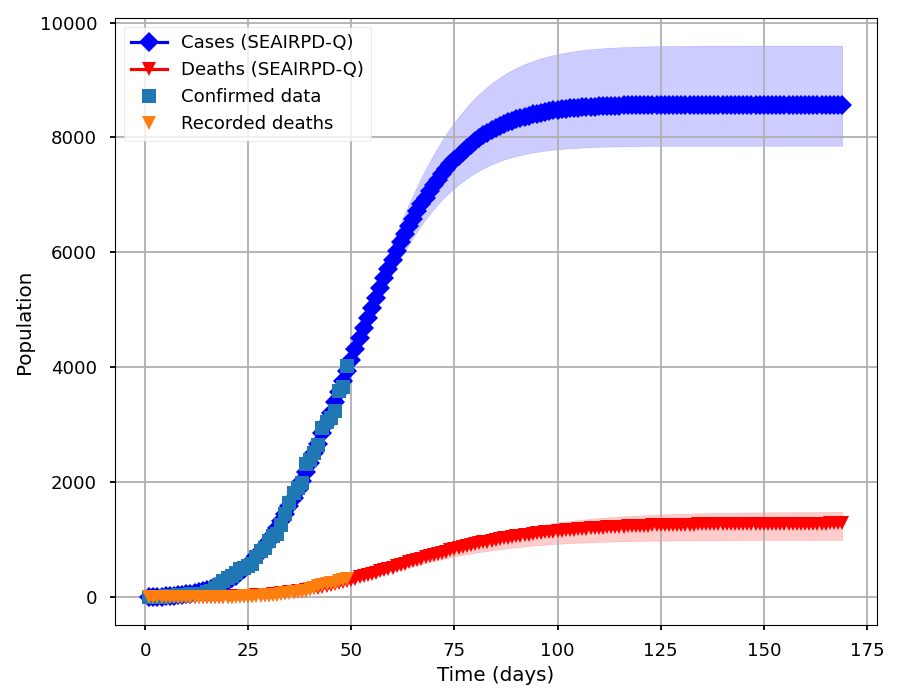 Cases (SEAIRPD-Q)
Deaths (SEAIRPD-Q)
Confirmed data
Recorded deaths
Population
10000
8000
6000
4000
2000
0
0 25 50 75 100 125 150 175
Time (days)